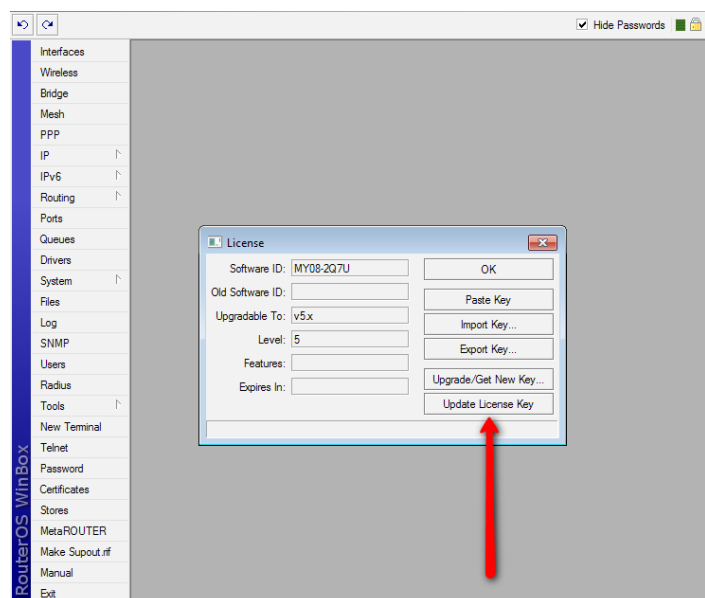 Hide Passwords
Interfaces
Wireless
Bridge
Mesh
PPP
IP
IPv6
Routing
Ports
Queues
Drivers
System
Files
Log
SNMP
Users
Radius
Tools
New Terminal
Telnet
Password
Certificates
Stores
MetaROUTER
Make Supout.rif
Manual
Exit
RouterOS WinBox
License
Software ID: MY08-2Q7U
Old Software ID:
Upgradable To: v5.x
Level: 5
Features:
Expires In:
OK
Paste Key
Import Key...
Export Key...
Upgrade/Get New Key...
Update License Key